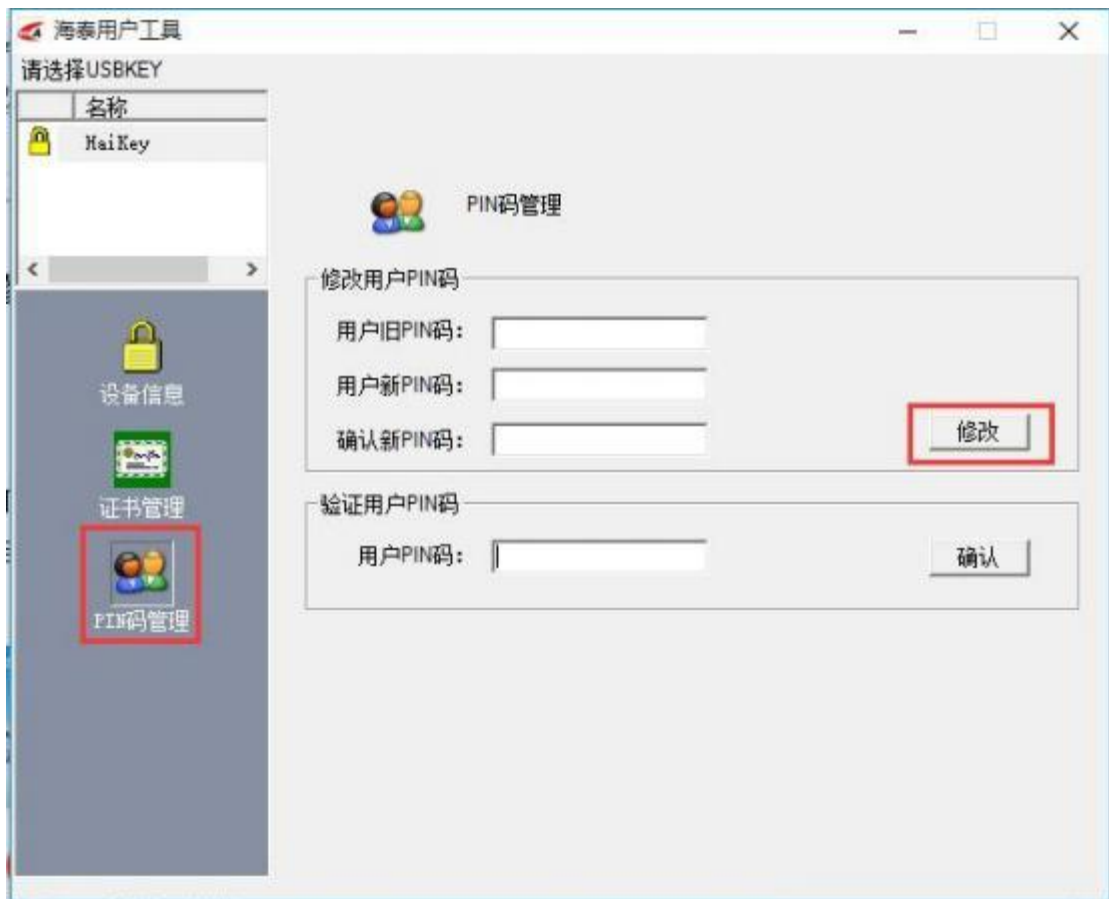 海泰用户工具
请选择USBKEY
名称
HaiKey
PIN码管理
修改用户PIN码
用户旧PIN码：
设备信息
用户新PIN码：
确认新PIN码：
修改
证书管理
验证用户PIN码
用户PIN码：
确认
PIN码管理